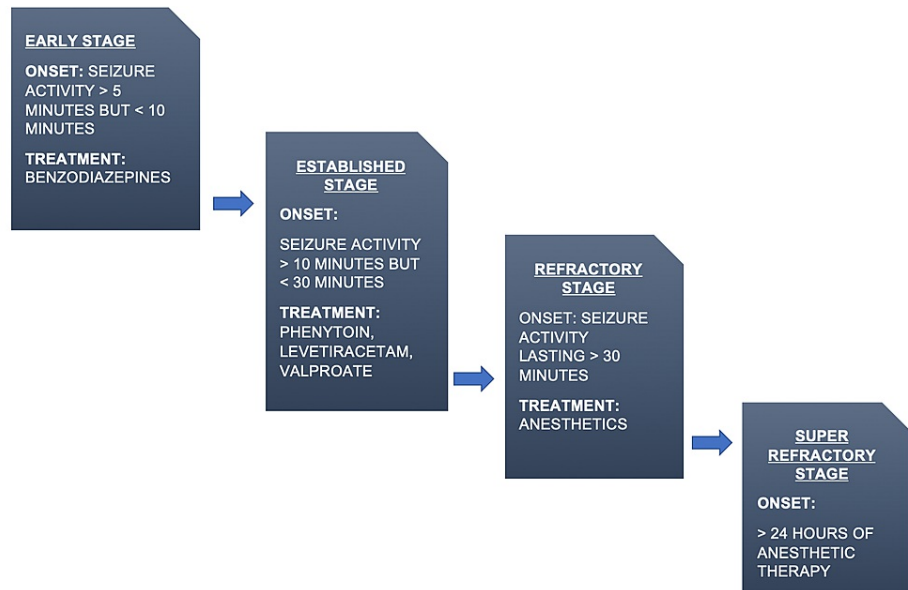 EARLY STAGE
ONSET: SEIZURE
ACTIVITY > 5
MINUTES BUT < 10
MINUTES
TREATMENT:
BENZODIAZEPINES
ESTABLISHED
STAGE
ONSET:
SEIZURE ACTIVITY
> 10 MINUTES BUT
< 30 MINUTES
TREATMENT:
PHENYTOIN,
LEVETIRACETAM,
VALPROATE
REFRACTORY
STAGE
ONSET: SEIZURE
ACTIVITY
LASTING > 30
MINUTES
TREATMENT:
ANESTHETICS
SUPER
REFRACTORY
STAGE
ONSET:
> 24 HOURS OF
ANESTHETIC
THERAPY